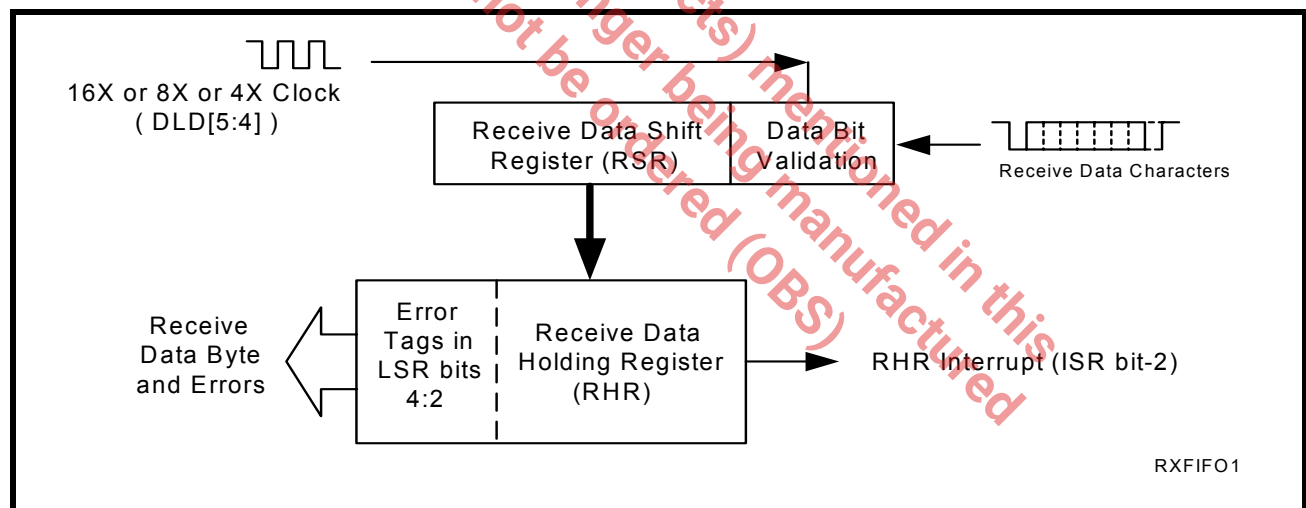 16X or 8X or 4X Clock
( DLD[5:4] )
Receive Data Shift
Register (RSR)
Data Bit
Validation
Receive Data Characters
Receive
Data Byte
and Errors
Error
Tags in
LSR bits
4:2
Receive Data
Holding Register
(RHR)
RHR Interrupt (ISR bit-2)
RXFIFO1
mentioned in this
nger being manufactured
not be ordered (OBS)